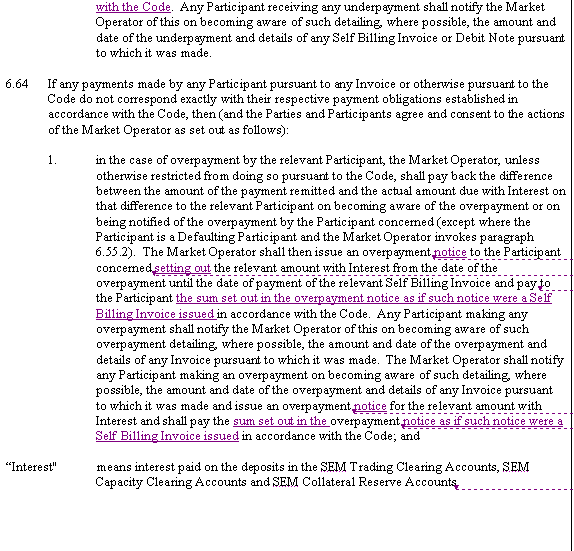 with the Code.  Any Participant receiving any underpayment shall notify the Market
Operator of this on becoming aware of such detailing, where possible, the amount and
date of the underpayment and details of any Self Billing Invoice or Debit Note pursuant
to which it was made.
6.64 If any payments made by any Participant pursuant to any Invoice or otherwise pursuant to the
Code do not correspond exactly with their respective payment obligations established in
accordance with the Code, then (and the Parties and Participants agree and consent to the actions
of the Market Operator as set out as follows):
1. in the case of overpayment by the relevant Participant, the Market Operator, unless
otherwise restricted from doing so pursuant to the Code, shall pay back the difference
between the amount of the payment remitted and the actual amount due with Interest on
that difference to the relevant Participant on becoming aware of the overpayment or on
being notified of the overpayment by the Participant concerned (except where the
Participant is a Defaulting Participant and the Market Operator invokes paragraph
6.55.2).  The Market Operator shall then issue an overpayment notice to the Participant
concerned setting out the relevant amount with Interest from the date of the
overpayment until the date of payment of the relevant Self Billing Invoice and pay to
the Participant the sum set out in the overpayment notice as if such notice were a Self
Billing Invoice issued in accordance with the Code.  Any Participant making any
overpayment shall notify the Market Operator of this on becoming aware of such
overpayment detailing, where possible, the amount and date of the overpayment and
details of any Invoice pursuant to which it was made.  The Market Operator shall notify
any Participant making an overpayment on becoming aware of such detailing, where
possible, the amount and date of the overpayment and details of any Invoice pursuant
to which it was made and issue an overpayment notice for the relevant amount with
Interest and shall pay the sum set out in the overpayment notice as if such notice were a
Self Billing Invoice issued in accordance with the Code; and
“Interest" means interest paid on the deposits in the SEM Trading Clearing Accounts, SEM
Capacity Clearing Accounts and SEM Collateral Reserve Accounts